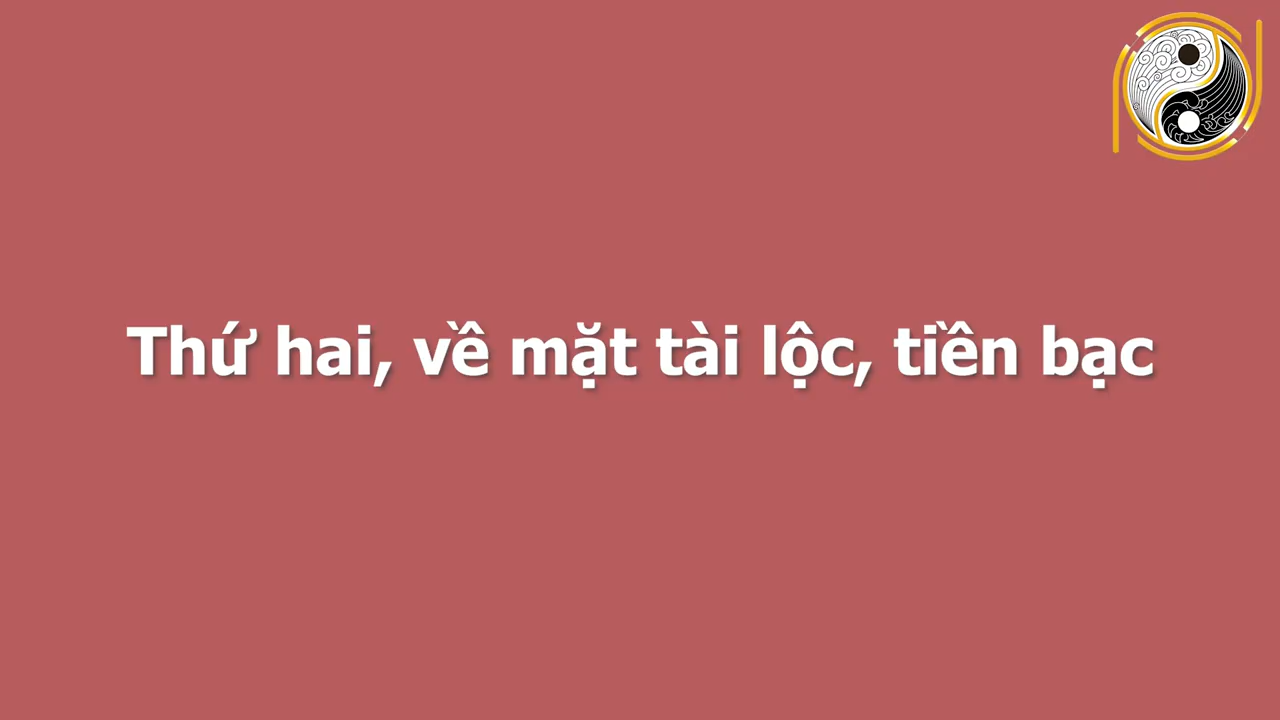 Thứ hai, về mặt tài lộc, tiền bạc